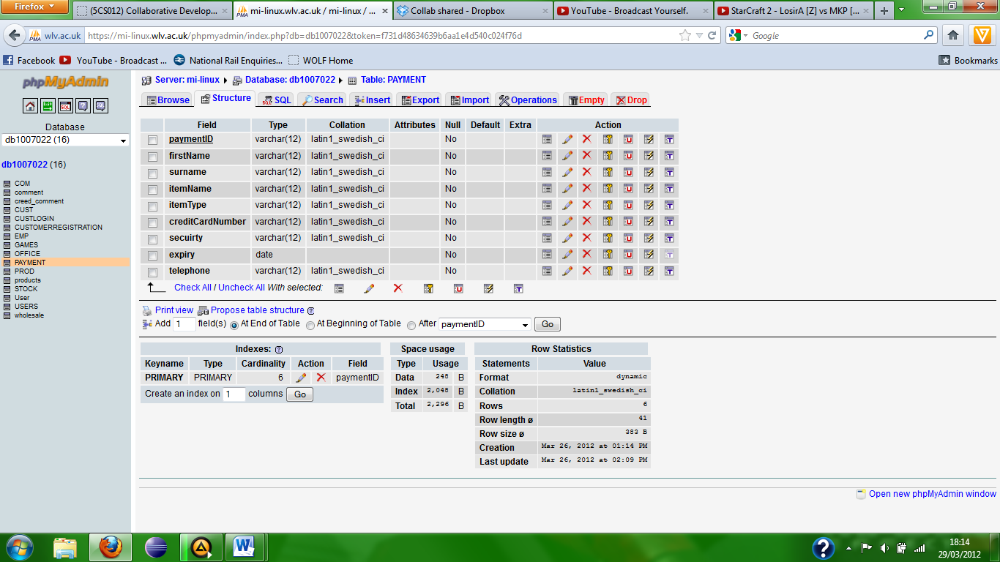 Firefox
(5CS012) Collaborative Develop...
mi-linux.wlv.ac.uk / mi-linux / ...
Collab shared - Dropbox
YouTube - Broadcast Yourself.
StarCraft 2 - LosirA [Z] vs MKP [...
wlv.ac.uk https://mi-linux.wlv.ac.uk/phpmyadmin/index.php?db=db1007022&token=f731d48634639b6aa1e4d540c024f76d
Google
Facebook YouTube - Broadcast ... National Rail Enquiries... WOLF Home Bookmarks
phpMyAdmin
Database
db1007022 (16)
db1007022 (16)
COM
comment
creed_comment
CUST
CUSTLOGIN
CUSTOMERREGISTRATION
EMP
GAMES
OFFICE
PAYMENT
PROD
products
STOCK
User
USERS
wholesale
Server: mi-linux Database: db1007022 Table: PAYMENT
Browse Structure SQL Search Insert Export Import Operations Empty Drop
Field Type Collation Attributes Null Default Extra Action
paymentID varchar(12) latin1_swedish_ci No
firstName varchar(12) latin1_swedish_ci No
surname varchar(12) latin1_swedish_ci No
itemName varchar(12) latin1_swedish_ci No
itemType varchar(12) latin1_swedish_ci No
creditCardNumber varchar(12) latin1_swedish_ci No
secuirty varchar(12) latin1_swedish_ci No
expiry date No
telephone varchar(12) latin1_swedish_ci No
Check All / Uncheck All With selected:
Print view Propose table structure
Add 1 field(s) At End of Table At Beginning of Table After paymentID Go
Indexes:
Keyname Type Cardinality Action Field
PRIMARY PRIMARY 6 paymentID
Create an index on 1 columns Go
Space usage
Type Usage
Data 248 B
Index 2,048 B
Total 2,296 B
Row Statistics
Statements Value
Format dynamic
Collation latin1_swedish_ci
Rows 6
Row length ø 41
Row size ø 383 B
Creation Mar 26, 2012 at 01:14 PM
Last update Mar 26, 2012 at 02:09 PM
Open new phpMyAdmin window
18:14
29/03/2012